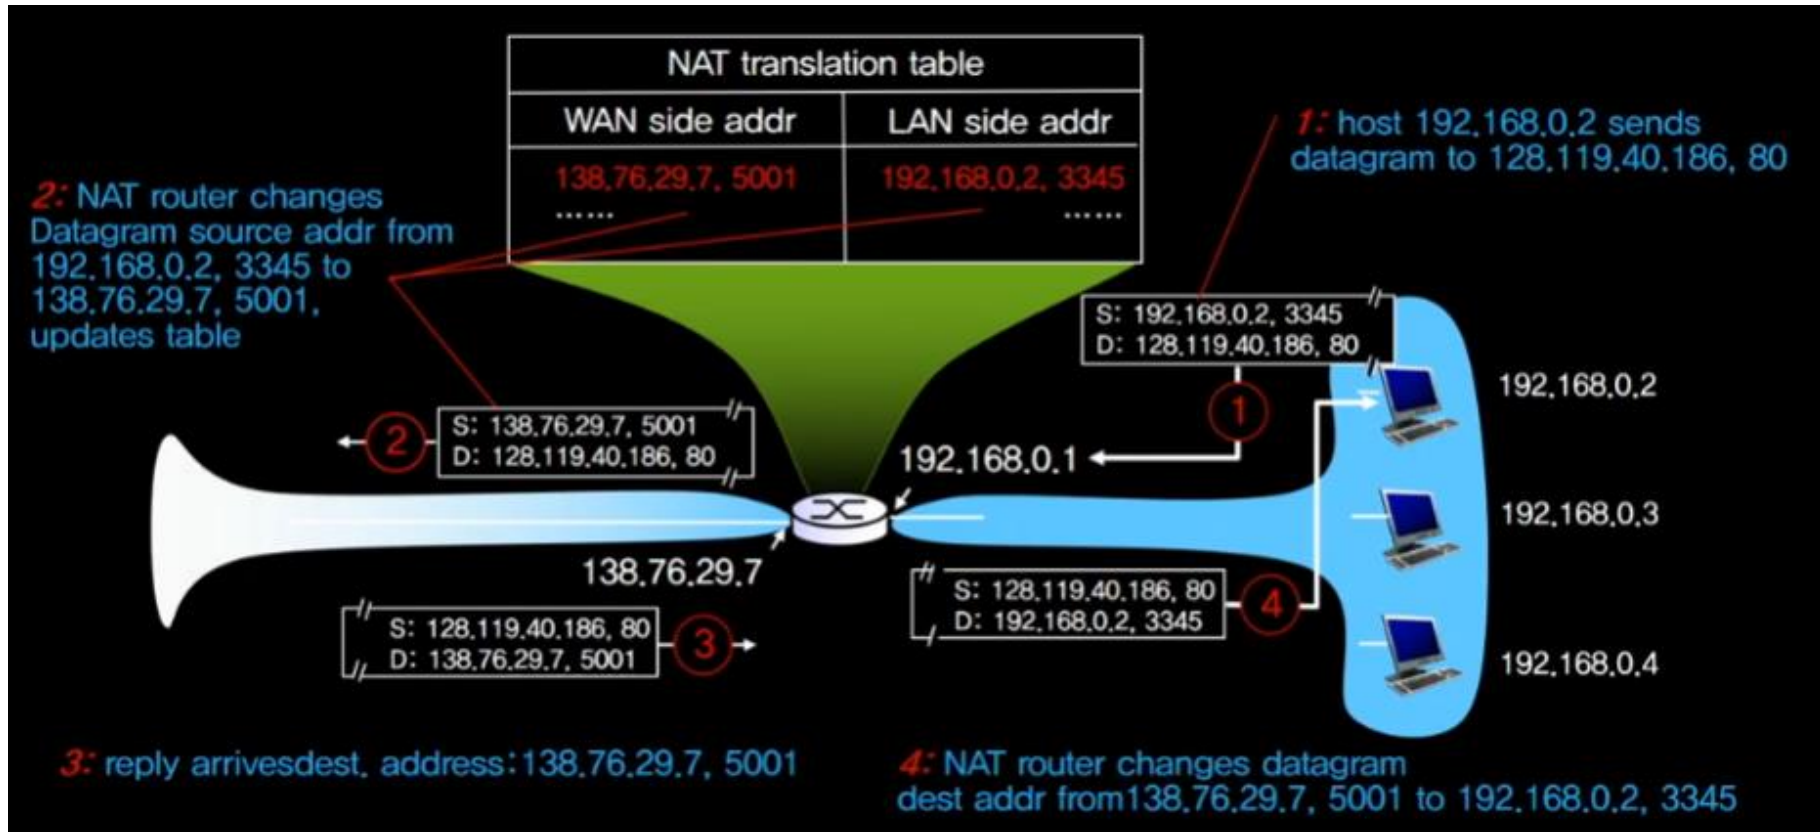 NAT translation table
WAN side addr
LAN side addr
138.76.29.7, 5001
192.168.0.2, 3345
......
......
1: host 192.168.0.2 sends
datagram to 128.119.40.186, 80
2: NAT router changes
Datagram source addr from
192.168.0.2, 3345 to
138.76.29.7, 5001,
updates table
S: 192.168.0.2, 3345
D: 128.119.40.186, 80
1
192.168.0.2
S: 138.76.29.7, 5001
D: 128.119.40.186, 80
2
192.168.0.1
192.168.0.3
138.76.29.7
S: 128.119.40.186, 80
D: 192.168.0.2, 3345
4
S: 128.119.40.186, 80
D: 138.76.29.7, 5001
3
192.168.0.4
3: reply arrivesdest. address:138.76.29.7, 5001
4: NAT router changes datagram
dest addr from138.76.29.7, 5001 to 192.168.0.2, 3345